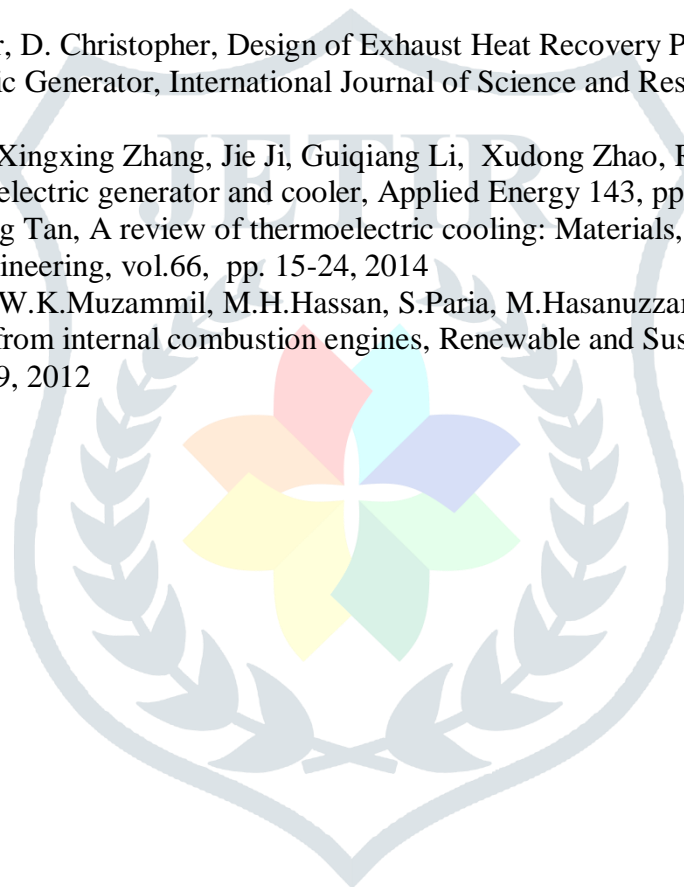 r, D. Christopher, Design of Exhaust Heat Recovery P
ic Generator, International Journal of Science and Res
Xingxing Zhang, Jie Ji, Guiqiang Li, Xudong Zhao, F
electric generator and cooler, Applied Energy 143, pp
g Tan, A review of thermoelectric cooling: Materials,
gineering, vol.66, pp. 15-24, 2014
W.K.Muzammil, M.H.Hassan, S.Paria, M.Hasanuzzar
from internal combustion engines, Renewable and Sus
9, 2012
JETIR